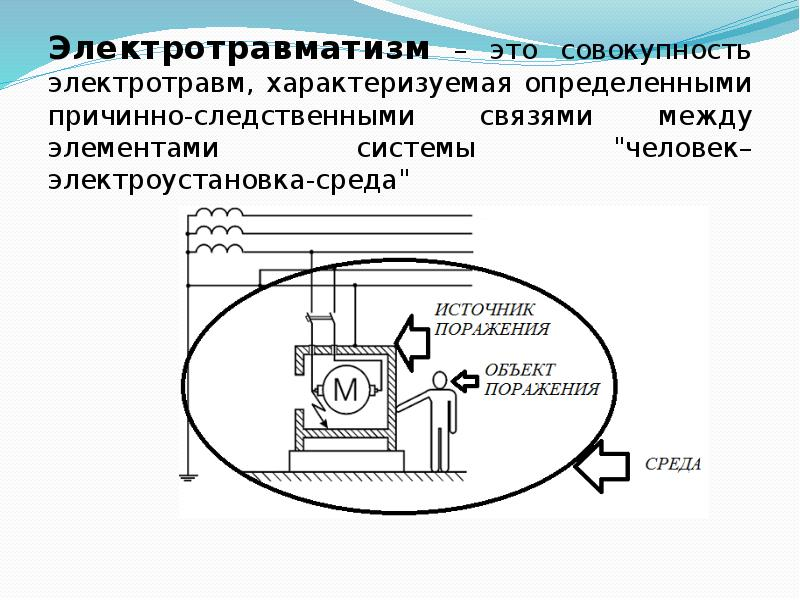 Электротравматизм – это совокупность
электротравм, характеризуемая определенными
причинно-следственными связями между
элементами системы "человек–
электроустановка-среда"
ИСТОЧНИК
ПОРАЖЕНИЯ
ОБЪЕКТ
ПОРАЖЕНИЯ
М
СРЕДА